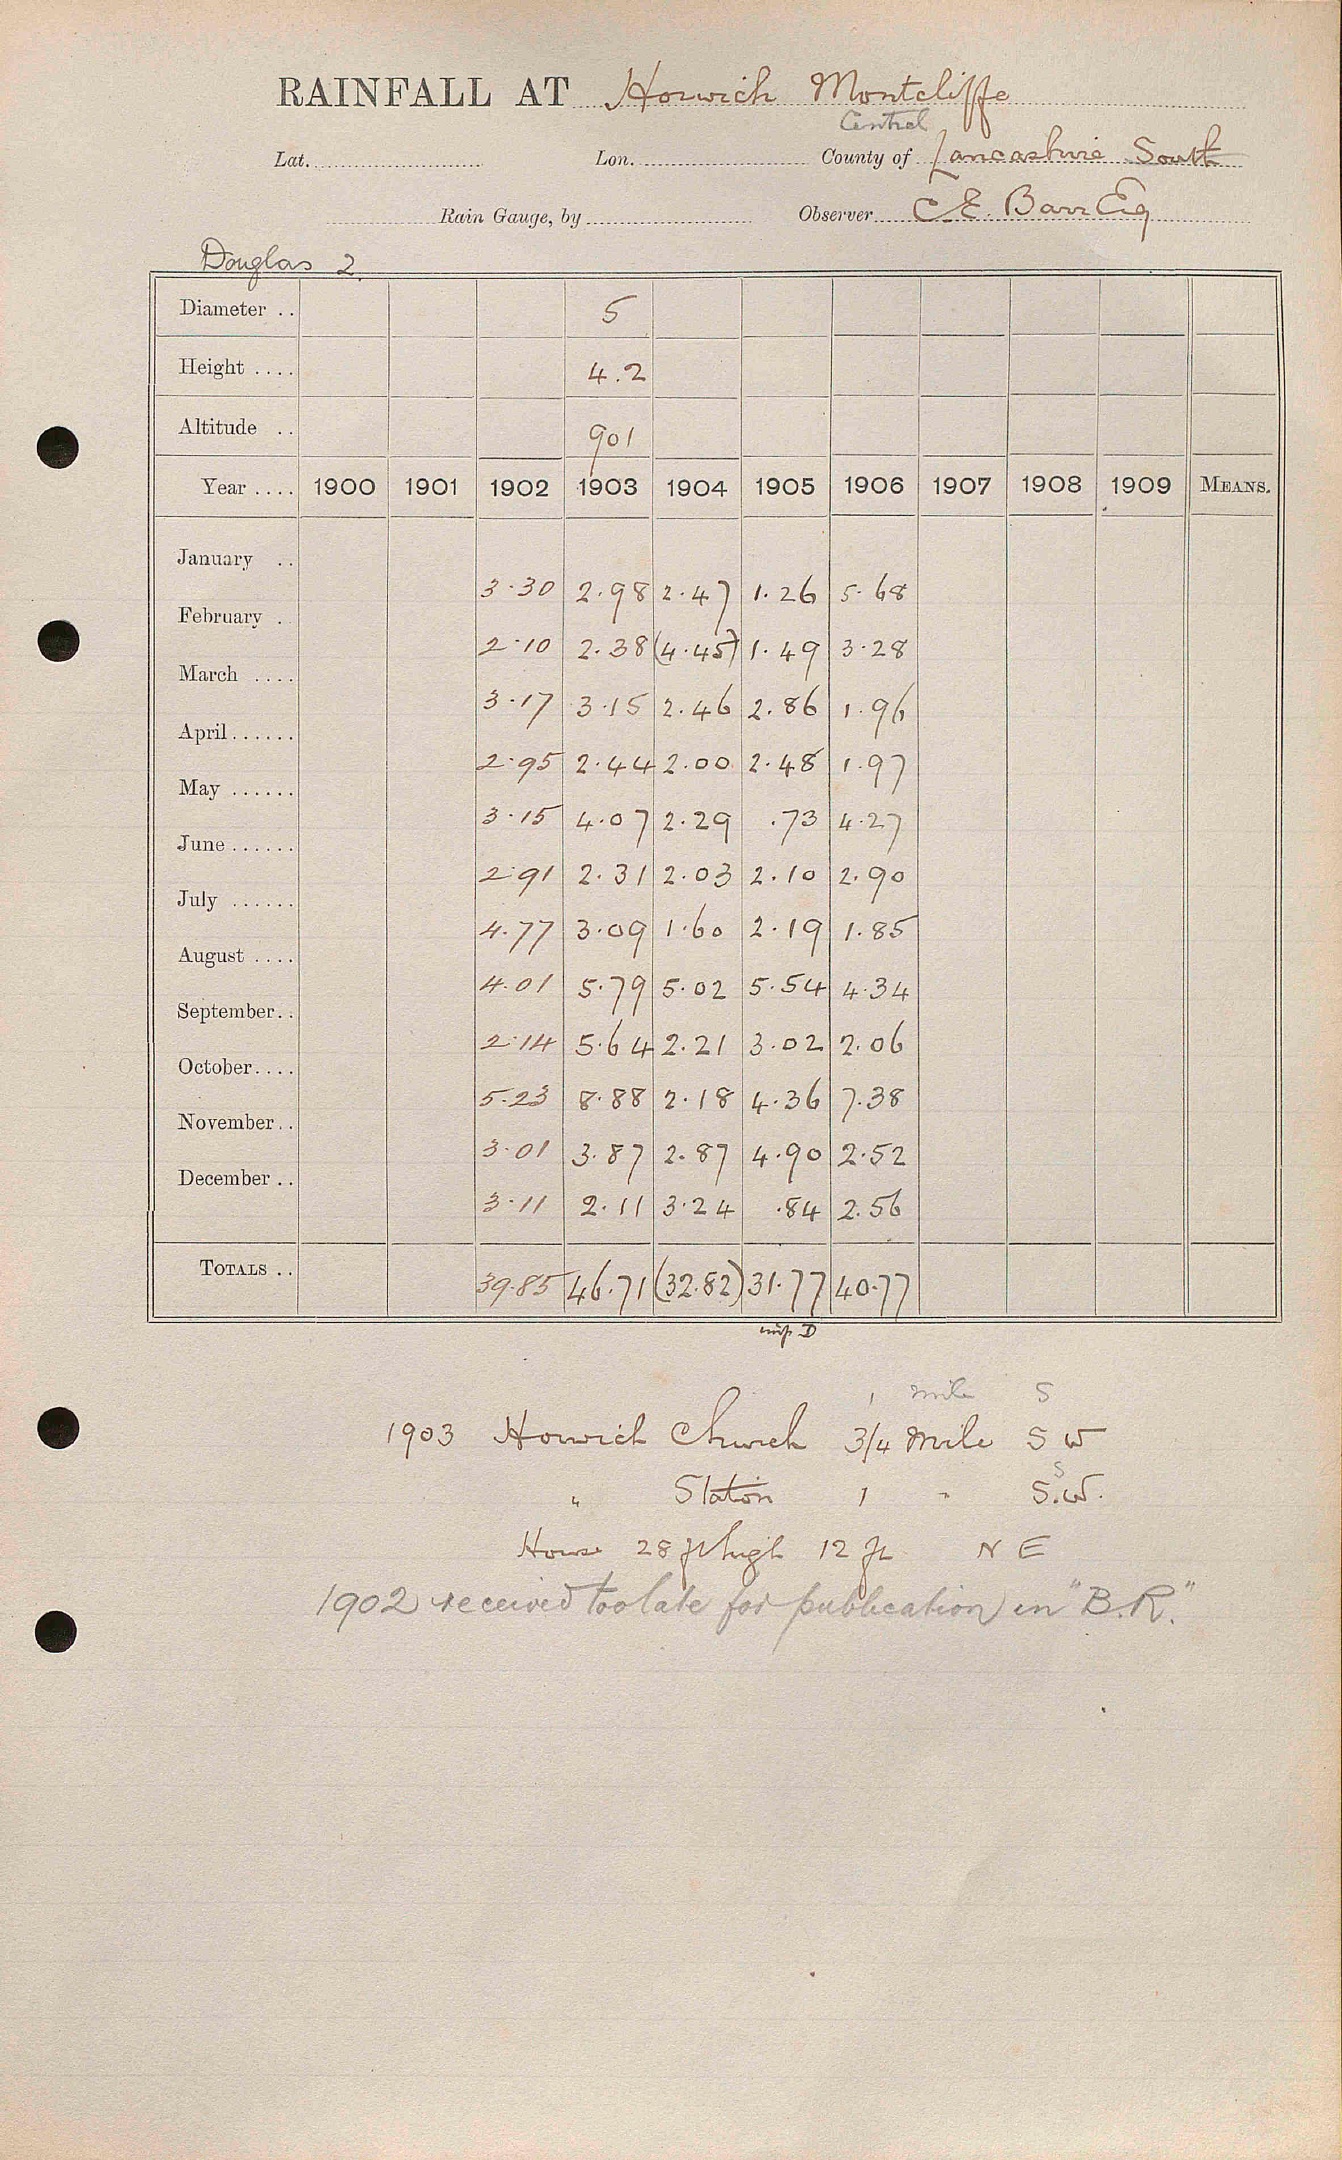 RAINFALL AT Horwich Montcliffe
Central
Lat. Lon. County of Lancashire South
Rain Gauge, by Observer C.E. Barr Esq
Douglas 2
Diameter .. 5
Height .... 4.2
Altitude .. 901
Year .... 1900 1901 1902 1903 1904 1905 1906 1907 1908 1909 MEANS.
January .. 3.30 2.98 2.47 1.26 5.68
February . 2.10 2.38 (4.45) 1.49 3.28
March .... 3.17 3.15 2.46 2.86 1.96
April...... 2.95 2.44 2.00 2.48 1.97
May ...... 3.15 4.07 2.29 .73 4.27
June...... 2.91 2.31 2.03 2.10 2.90
July ...... 4.77 3.09 1.60 2.19 1.85
August .... 4.01 5.79 5.02 5.54 4.34
September.. 2.14 5.64 2.21 3.02 2.06
October.... 5.23 8.88 2.18 4.36 7.38
November.. 3.01 3.87 2.87 4.90 2.52
December .. 3.11 2.11 3.24 .84 2.56
TOTALS .. 39.85 46.71 (32.82) 31.77 40.77
D
1 mile S
1903 Horwich Church 3/4 Mile S W
S
" Station 1 " S.W.
House 28 ft high 12 ft N E
1902 received too late for publication in "B.R."